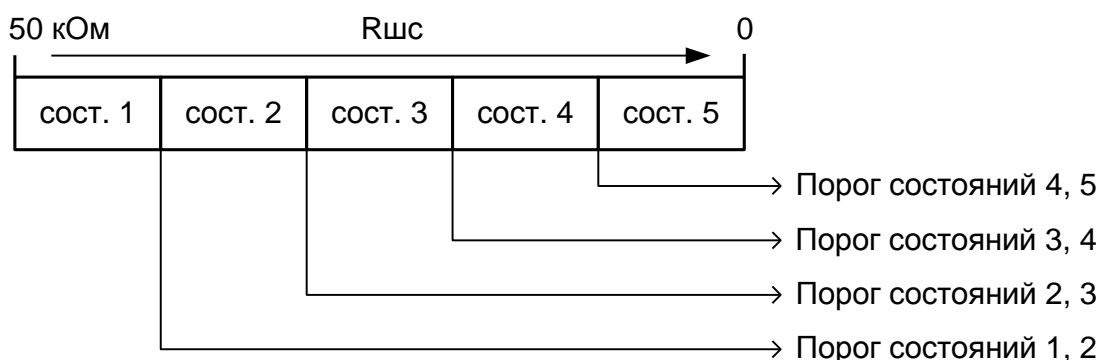 50 кОм Rшс 0
сост. 1 сост. 2 сост. 3 сост. 4 сост. 5
Порог состояний 4, 5
Порог состояний 3, 4
Порог состояний 2, 3
Порог состояний 1, 2